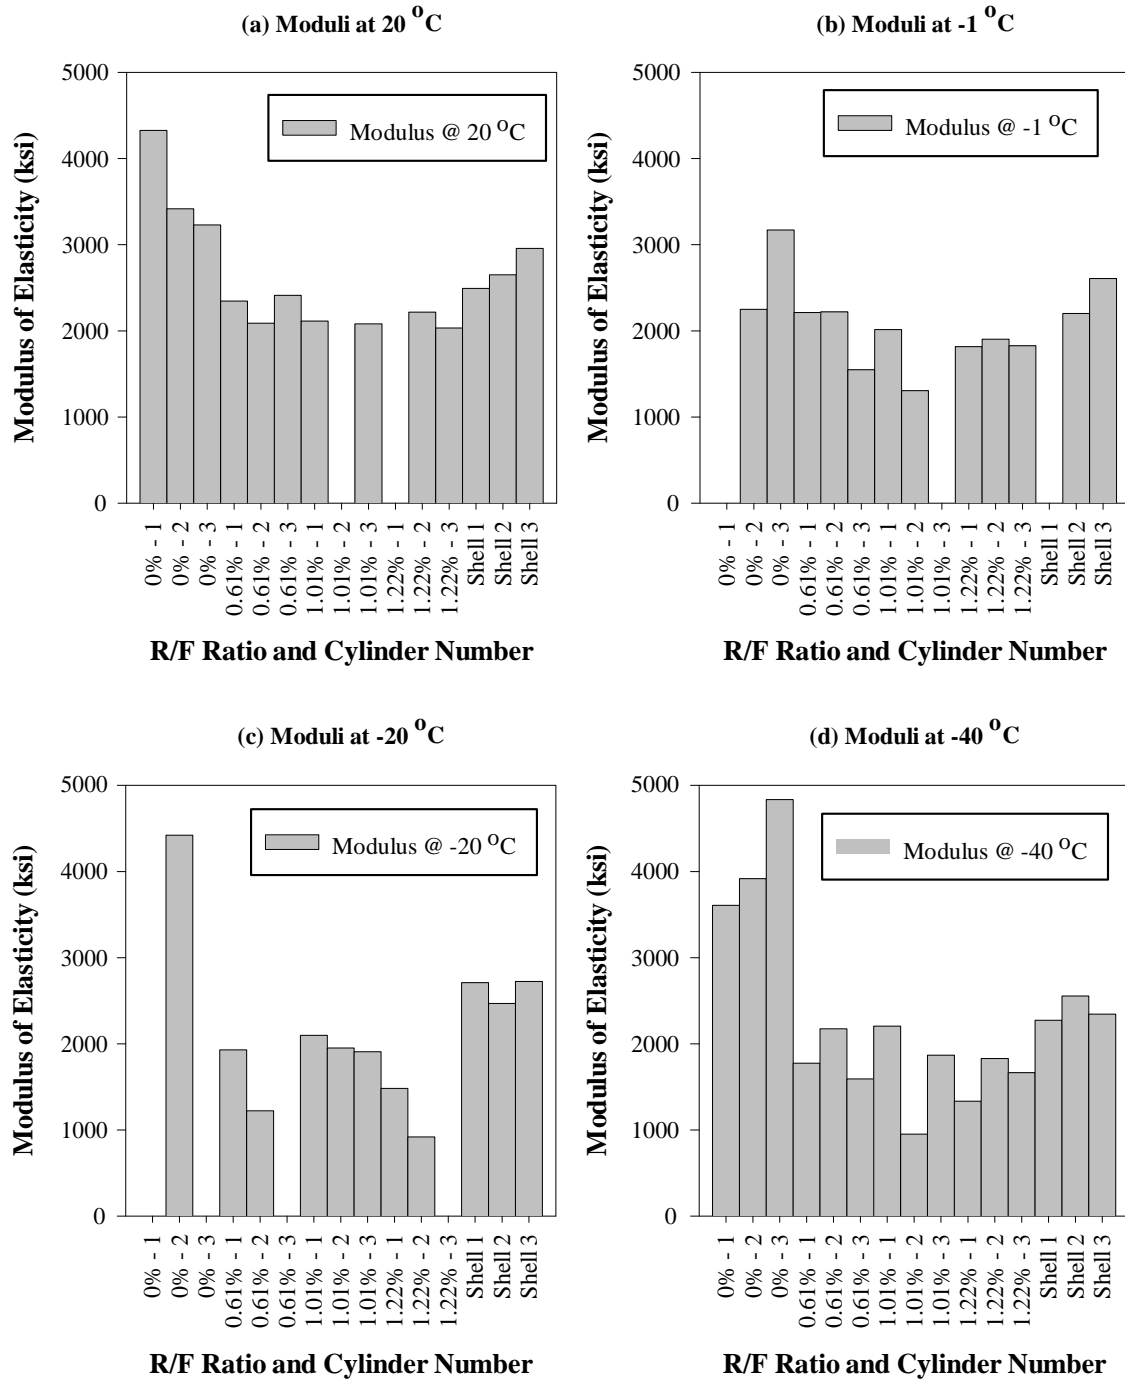 (a) Moduli at 20 °C
Modulus of Elasticity (ksi)
5000
4000
3000
2000
1000
0
Modulus @ 20 °C
0% - 1
0% - 2
0% - 3
0.61% - 1
0.61% - 2
0.61% - 3
1.01% - 1
1.01% - 2
1.01% - 3
1.22% - 1
1.22% - 2
1.22% - 3
Shell 1
Shell 2
Shell 3
R/F Ratio and Cylinder Number
(b) Moduli at -1 °C
Modulus of Elasticity (ksi)
5000
4000
3000
2000
1000
0
Modulus @ -1 °C
0% - 1
0% - 2
0% - 3
0.61% - 1
0.61% - 2
0.61% - 3
1.01% - 1
1.01% - 2
1.01% - 3
1.22% - 1
1.22% - 2
1.22% - 3
Shell 1
Shell 2
Shell 3
R/F Ratio and Cylinder Number
(c) Moduli at -20 °C
Modulus of Elasticity (ksi)
5000
4000
3000
2000
1000
0
Modulus @ -20 °C
0% - 1
0% - 2
0% - 3
0.61% - 1
0.61% - 2
0.61% - 3
1.01% - 1
1.01% - 2
1.01% - 3
1.22% - 1
1.22% - 2
1.22% - 3
Shell 1
Shell 2
Shell 3
R/F Ratio and Cylinder Number
(d) Moduli at -40 °C
Modulus of Elasticity (ksi)
5000
4000
3000
2000
1000
0
Modulus @ -40 °C
0% - 1
0% - 2
0% - 3
0.61% - 1
0.61% - 2
0.61% - 3
1.01% - 1
1.01% - 2
1.01% - 3
1.22% - 1
1.22% - 2
1.22% - 3
Shell 1
Shell 2
Shell 3
R/F Ratio and Cylinder Number